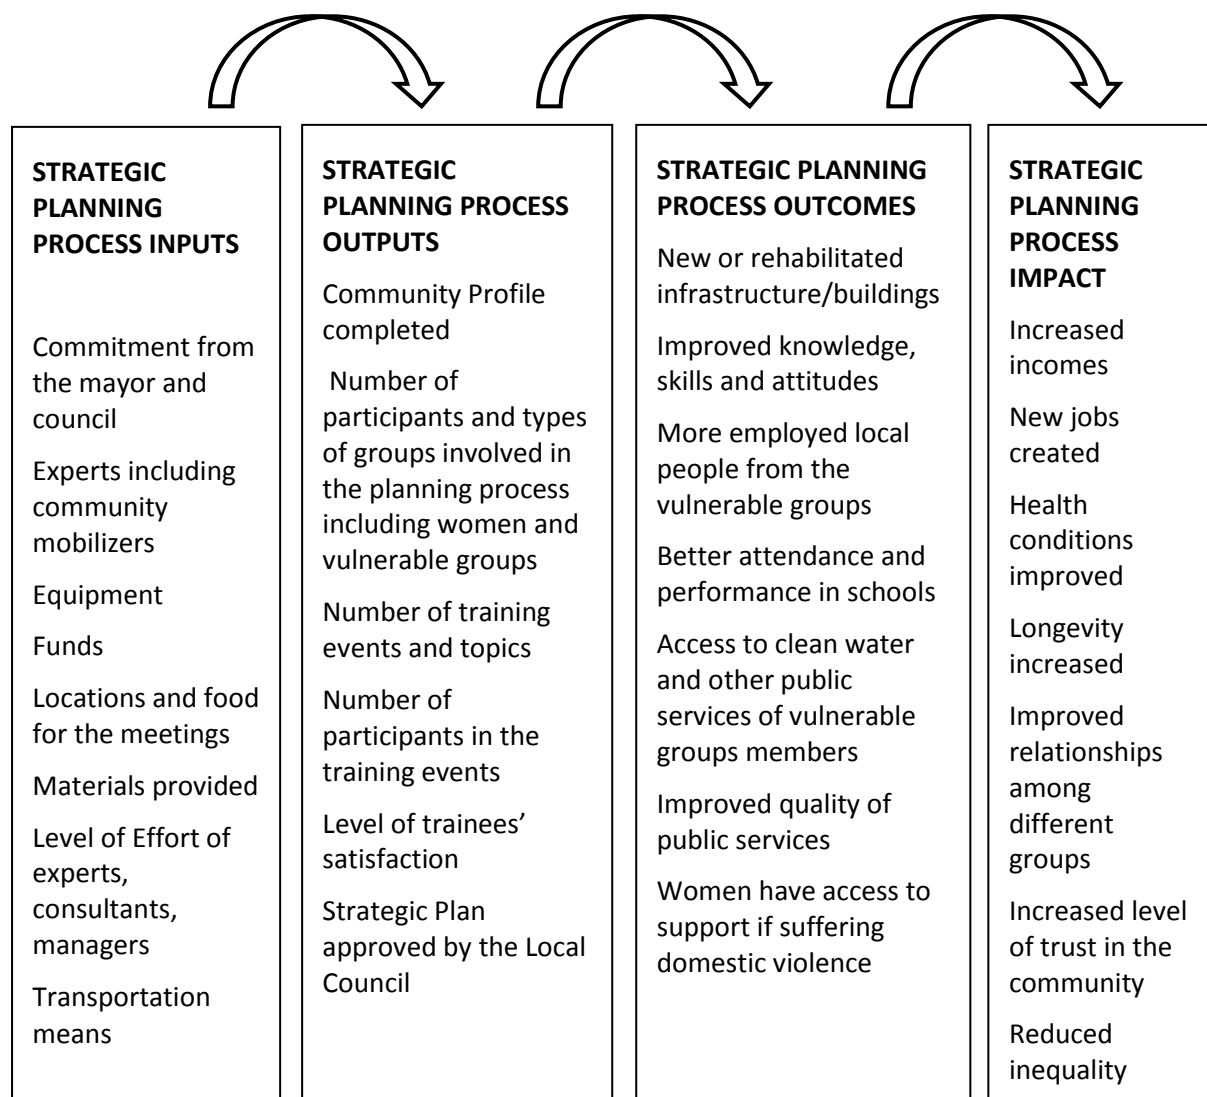 STRATEGIC
PLANNING
PROCESS INPUTS
Commitment from
the mayor and
council
Experts including
community
mobilizers
Equipment
Funds
Locations and food
for the meetings
Materials provided
Level of Effort of
experts,
consultants,
managers
Transportation
means
STRATEGIC
PLANNING PROCESS
OUTPUTS
Community Profile
completed
Number of
participants and types
of groups involved in
the planning process
including women and
vulnerable groups
Number of training
events and topics
Number of
participants in the
training events
Level of trainees’
satisfaction
Strategic Plan
approved by the Local
Council
STRATEGIC PLANNING
PROCESS OUTCOMES
New or rehabilitated
infrastructure/buildings
Improved knowledge,
skills and attitudes
More employed local
people from the
vulnerable groups
Better attendance and
performance in schools
Access to clean water
and other public
services of vulnerable
groups members
Improved quality of
public services
Women have access to
support if suffering
domestic violence
STRATEGIC
PLANNING
PROCESS
IMPACT
Increased
incomes
New jobs
created
Health
conditions
improved
Longevity
increased
Improved
relationships
among
different
groups
Increased level
of trust in the
community
Reduced
inequality